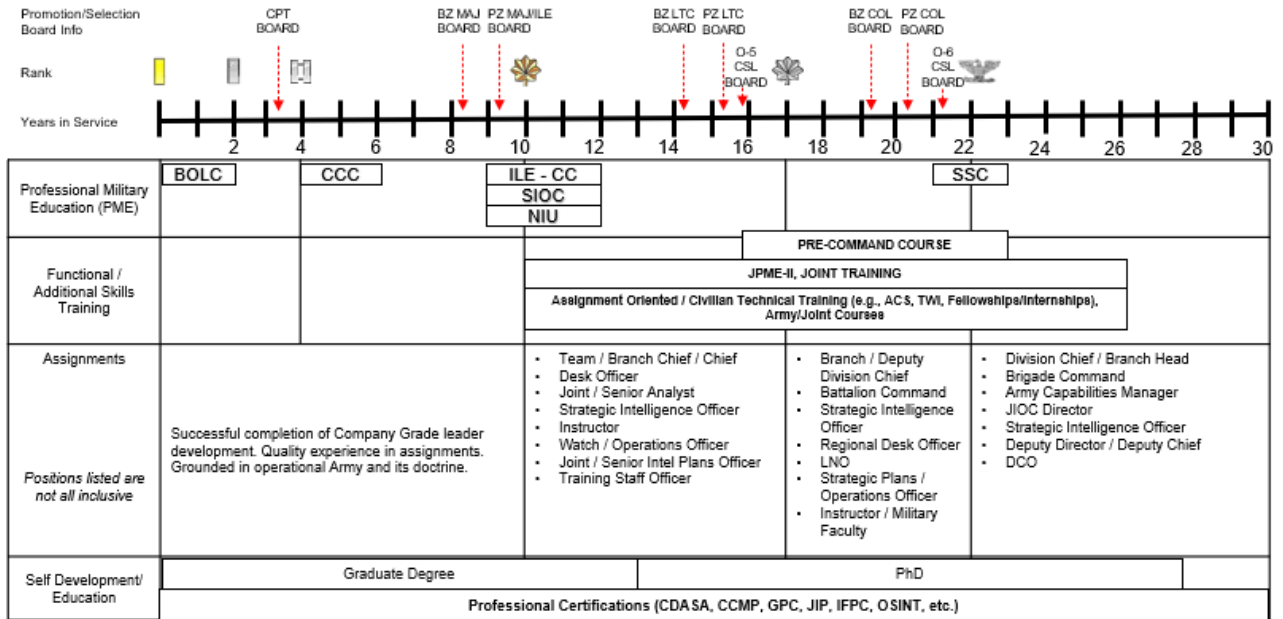 Promotion/Selection
Board Info
CPT
BOARD
BZ MAJ
BOARD
PZ MAJ/ILE
BOARD
BZ LTC
BOARD
PZ LTC
BOARD
O-5
CSL
BOARD
BZ COL
BOARD
PZ COL
BOARD
O-6
CSL
BOARD
Rank
Years in Service
2 4 6 8 10 12 14 16 18 20 22 24 26 28 30
Professional Military
Education (PME)
BOLC
CCC
ILE - CC
SIOC
NIU
SSC
Functional /
Additional Skills
Training
PRE-COMMAND COURSE
JPME-II, JOINT TRAINING
Assignment Oriented / Civilian Technical Training (e.g., ACS, TWI, Fellowships/Internships),
Army/Joint Courses
Assignments
Positions listed are
not all inclusive
Successful completion of Company Grade leader
development. Quality experience in assignments.
Grounded in operational Army and its doctrine.
▪ Team / Branch Chief / Chief
▪ Desk Officer
▪ Joint / Senior Analyst
▪ Strategic Intelligence Officer
▪ Instructor
▪ Watch / Operations Officer
▪ Joint / Senior Intel Plans Officer
▪ Training Staff Officer
▪ Branch / Deputy
Division Chief
▪ Battalion Command
▪ Strategic Intelligence
Officer
▪ Regional Desk Officer
▪ LNO
▪ Strategic Plans /
Operations Officer
▪ Instructor / Military
Faculty
▪ Division Chief / Branch Head
▪ Brigade Command
▪ Army Capabilities Manager
▪ JIOC Director
▪ Strategic Intelligence Officer
▪ Deputy Director / Deputy Chief
▪ DCO
Self Development/
Education
Graduate Degree
PhD
Professional Certifications (CDASA, CCMP, GPC, JIP, IFPC, OSINT, etc.)